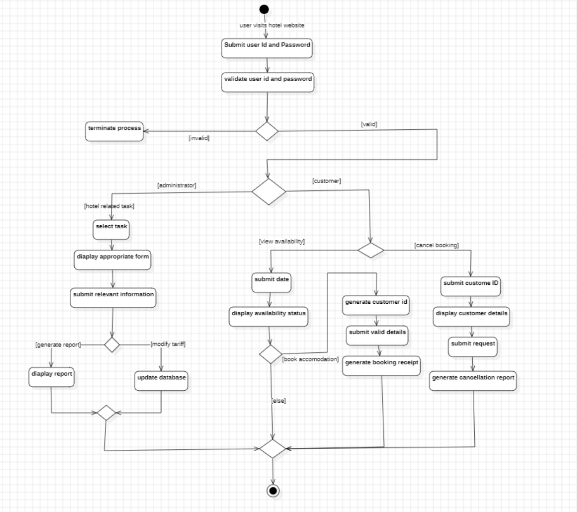 user visits hotel website
Submit user Id and Password
validate user id and password
terminate process
[invalid]
[valid]
[administrator]
[customer]
[hotel related task]
select task
diaplay appropriate form
submit relevant information
[generate report]
[modify tariff]
diaplay report
update database
[view availability]
[cancel booking]
submit date
display availability status
[book accomodation]
[else]
generate customer id
submit valid details
generate booking receipt
submit custome ID
display customer details
submit request
generate cancellation report